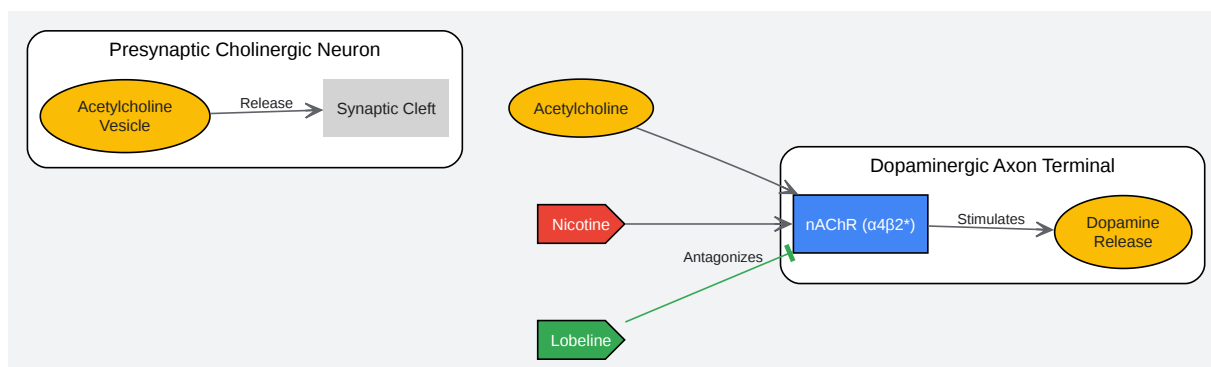 Presynaptic Cholinergic Neuron
Acetylcholine
Vesicle
Release
Synaptic Cleft
Acetylcholine
Dopaminergic Axon Terminal
Nicotine
nAChR (α4β2*)
Stimulates
Dopamine
Release
Antagonizes
Lobeline